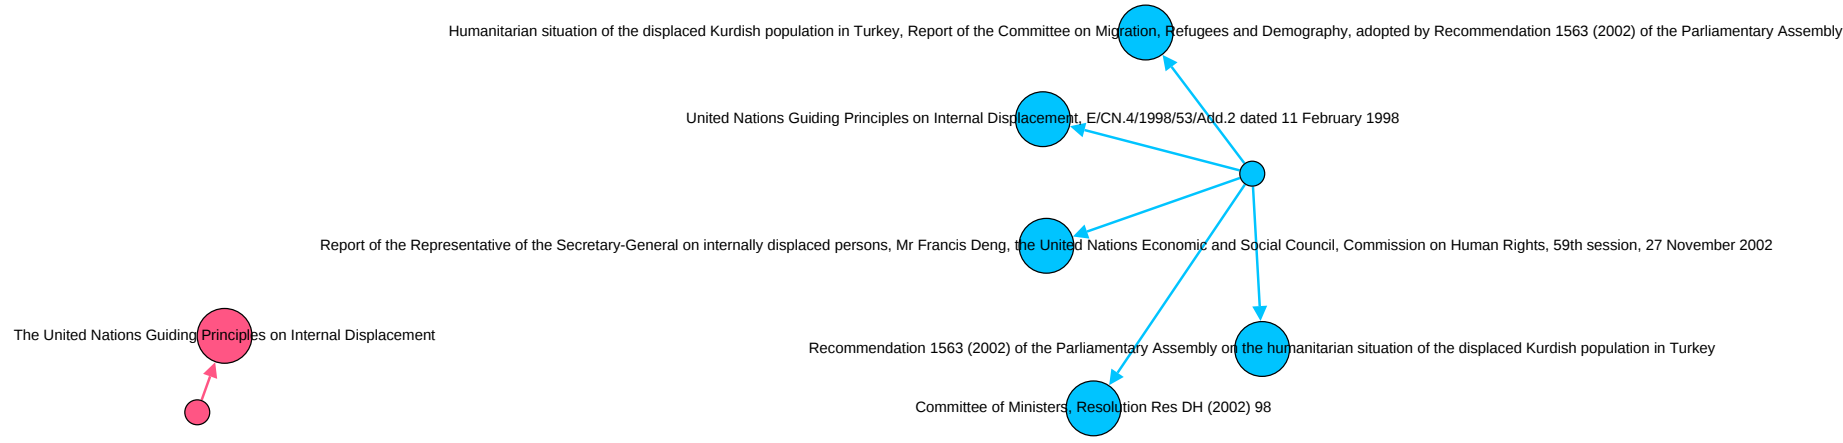 Humanitarian situation of the displaced Kurdish population in Turkey, Report of the Committee on Migration, Refugees and Demography, adopted by Recommendation 1563 (2002) of the Parliamentary Assembly
United Nations Guiding Principles on Internal Displacement, E/CN.4/1998/53/Add.2 dated 11 February 1998
Report of the Representative of the Secretary-General on internally displaced persons, Mr Francis Deng, the United Nations Economic and Social Council, Commission on Human Rights, 59th session, 27 November 2002
The United Nations Guiding Principles on Internal Displacement
Recommendation 1563 (2002) of the Parliamentary Assembly on the humanitarian situation of the displaced Kurdish population in Turkey
Committee of Ministers, Resolution Res DH (2002) 98